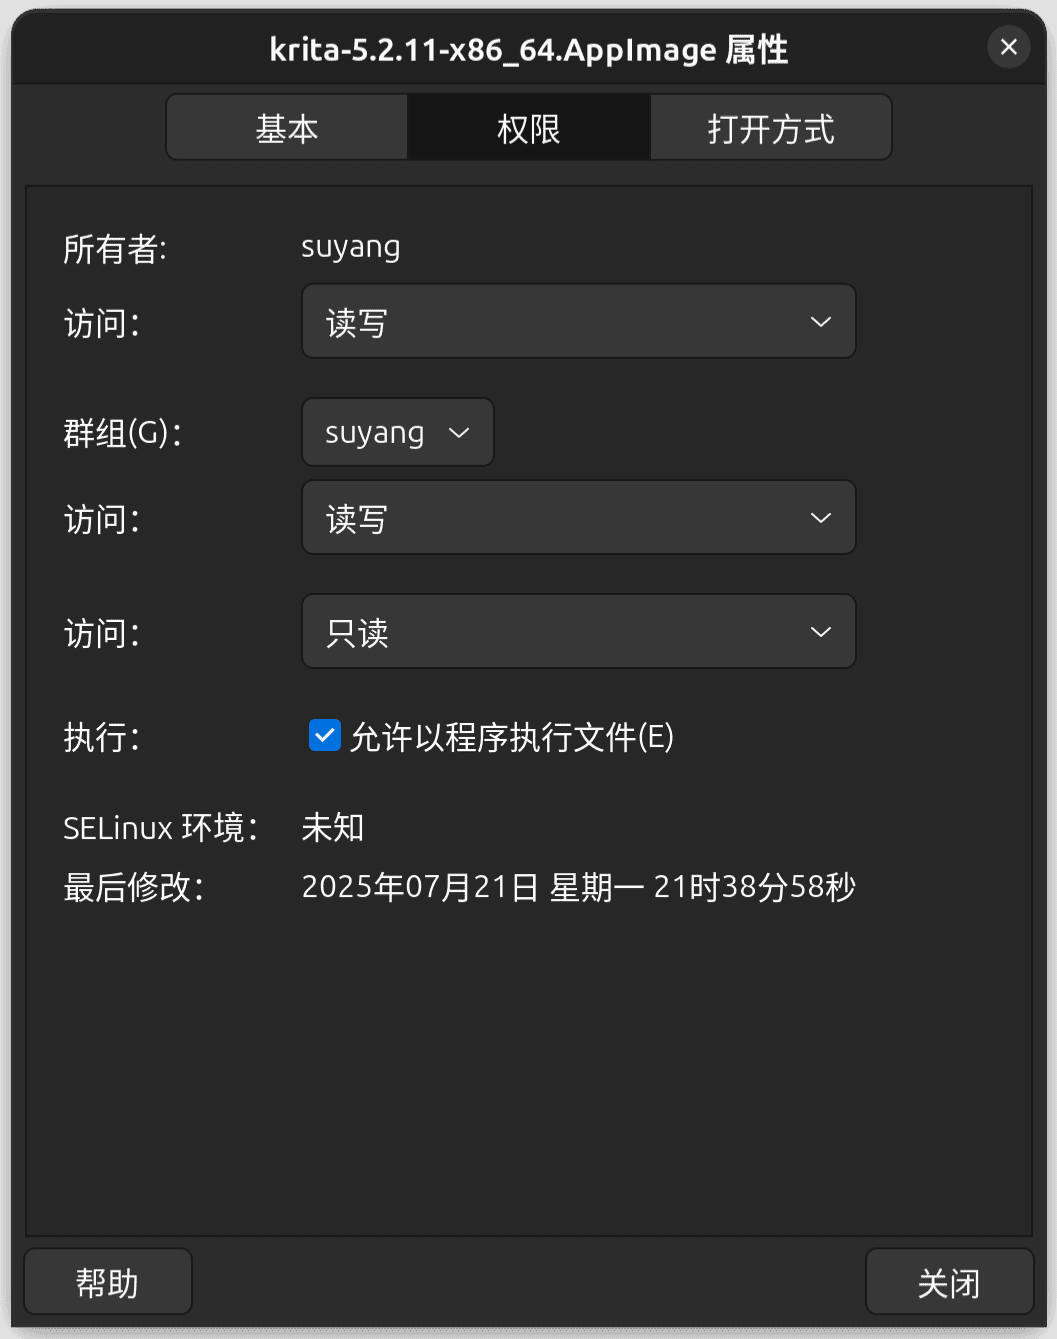 krita-5.2.11-x86_64.AppImage 属性
基本 权限 打开方式
所有者: suyang
访问： 读写
群组(G)： suyang
访问： 读写
访问： 只读
执行： 允许以程序执行文件(E)
SELinux 环境： 未知
最后修改： 2025年07月21日 星期一 21时38分58秒
帮助 关闭